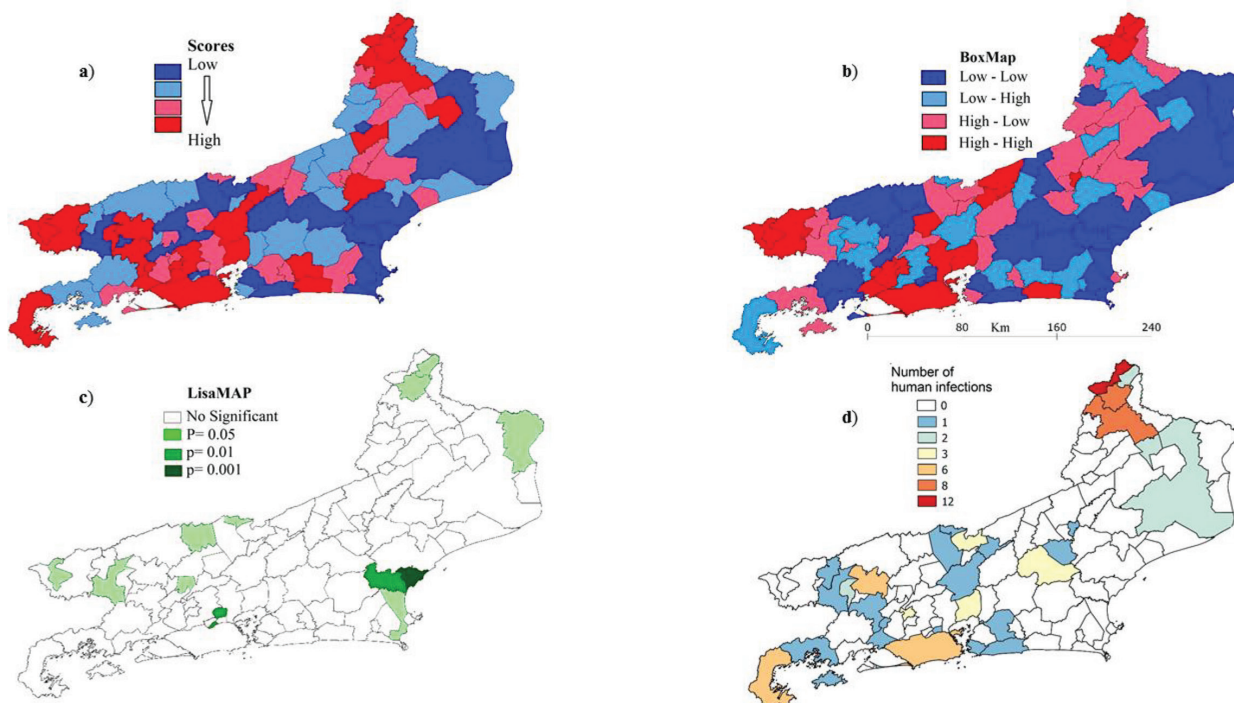 a)
Scores
Low
High
b)
BoxMap
Low - Low
Low - High
High - Low
High - High
0 80 Km 160 240
c)
LisaMAP
No Significant
P= 0.05
p= 0.01
p= 0.001
d)
Number of
human infections
0
1
2
3
6
8
12